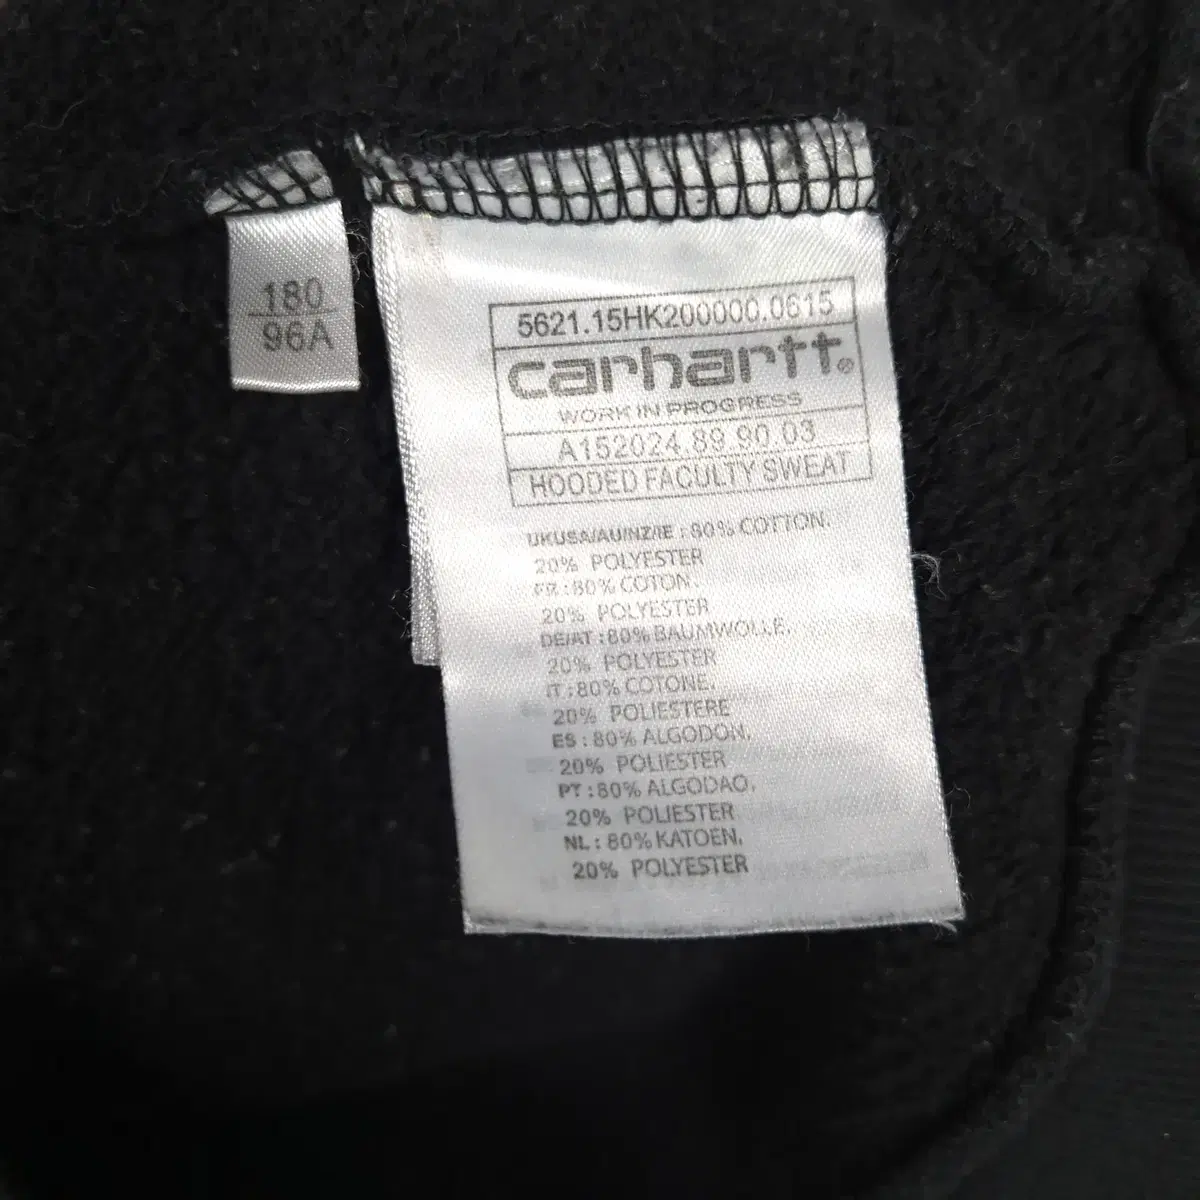 180
96A
5621.15HK200000.0615
carhartt®
WORK IN PROGRESS
A152024.89.90.03
HOODED FACULTY SWEAT
UKUSA/AU/NZ/IE : 80% COTTON.
20% POLYESTER
FR : 80% COTON.
20% POLYESTER
DE/AT : 80% BAUMWOLLE.
20% POLYESTER
IT : 80% COTONE.
20% POLIESTERE
ES : 80% ALGODON.
20% POLIESTER
PT : 80% ALGODAO.
20% POLIESTER
NL : 80% KATOEN.
20% POLYESTER